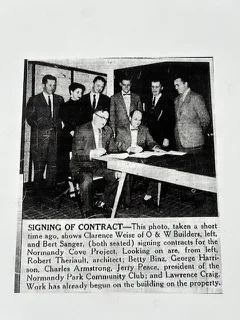 SIGNING OF CONTRACT—This photo, taken a short
time ago, shows Clarence Weise of O & W Builders, left,
and Bert Sanger, (both seated) signing contracts for the
Normandy Cove Project. Looking on are, from left,
Robert Theriault, architect; Betty Binz, George Harri-
son, Charles Armstrong, Jerry Peace, president of the
Normandy Park Community Club; and Lawrence Craig.
Work has already begun on the building on the property.